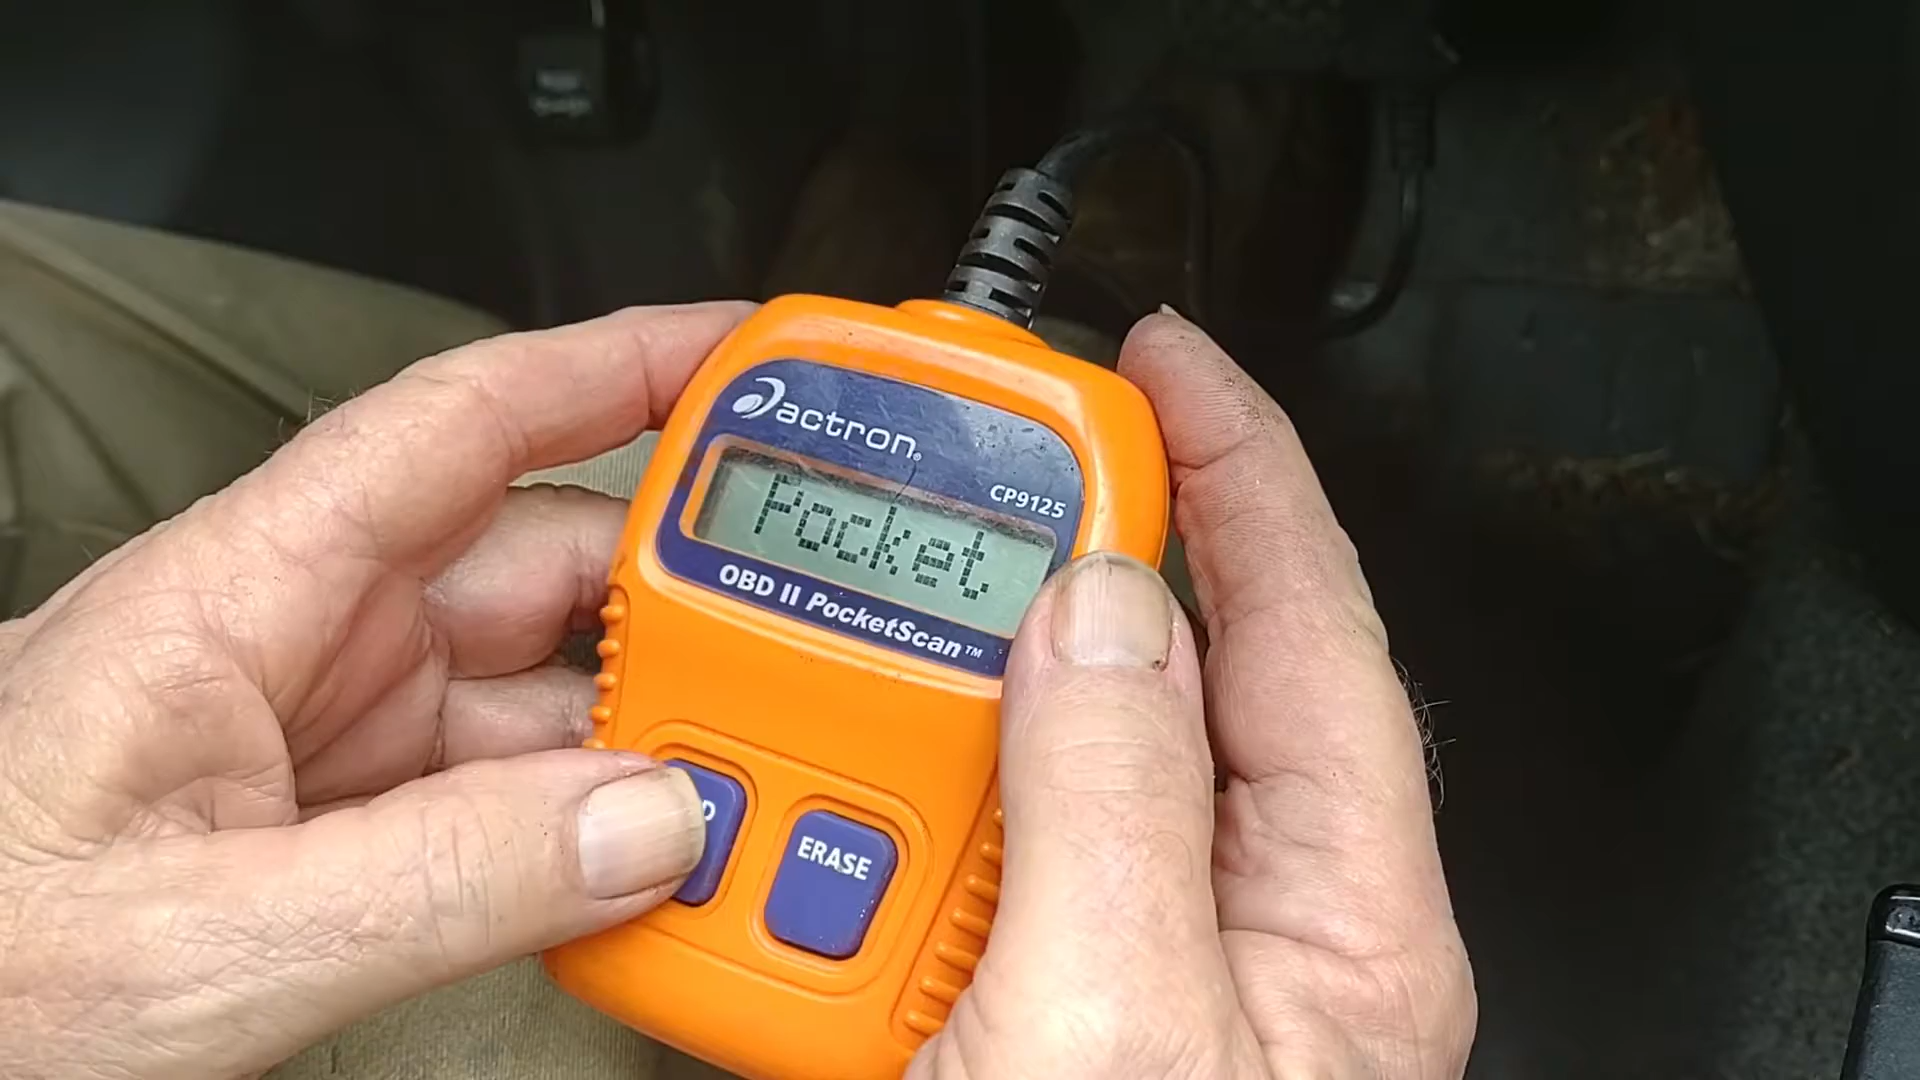 actron®
CP9125
Pocket
OBD II PocketScan™
ERASE